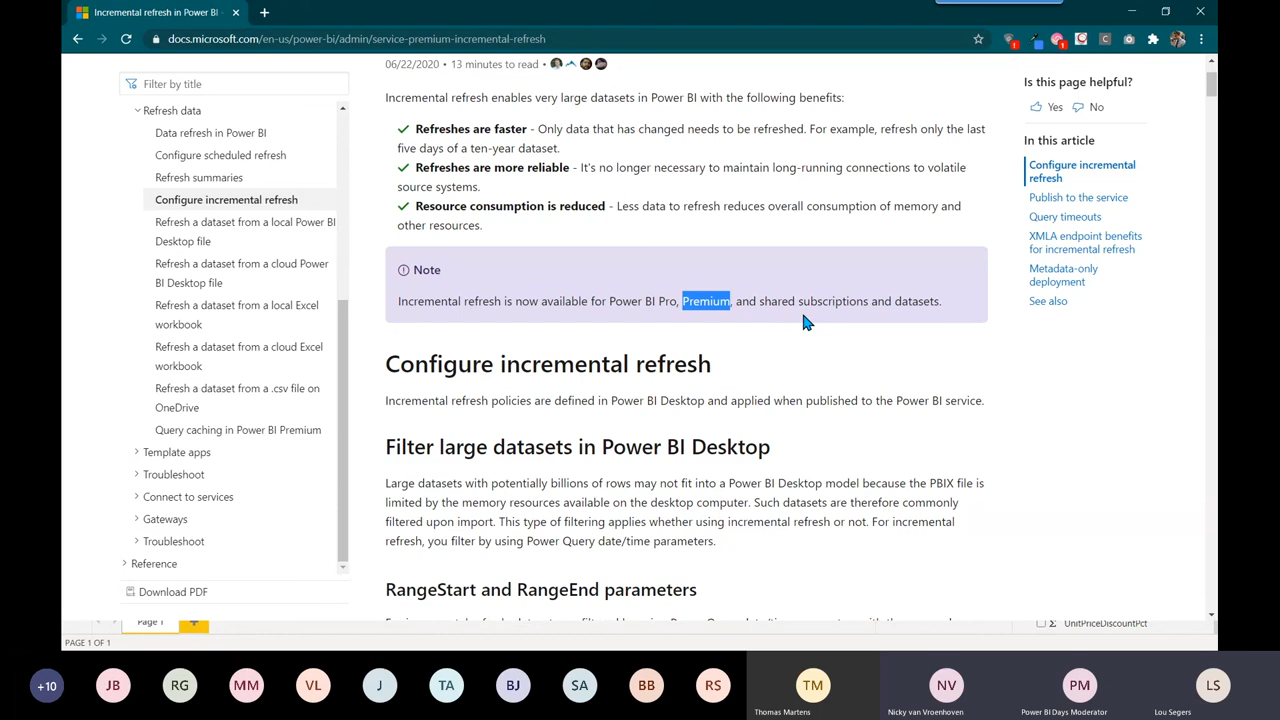 Incremental refresh in Power BI -
docs.microsoft.com/en-us/power-bi/admin/service-premium-incremental-refresh
Filter by title
Refresh data
Data refresh in Power BI
Configure scheduled refresh
Refresh summaries
Configure incremental refresh
Refresh a dataset from a local Power BI
Desktop file
Refresh a dataset from a cloud Power
BI Desktop file
Refresh a dataset from a local Excel
workbook
Refresh a dataset from a cloud Excel
workbook
Refresh a dataset from a .csv file on
OneDrive
Query caching in Power BI Premium
Template apps
Troubleshoot
Connect to services
Gateways
Troubleshoot
Reference
Download PDF
06/22/2020 • 13 minutes to read •
Incremental refresh enables very large datasets in Power BI with the following benefits:
Refreshes are faster - Only data that has changed needs to be refreshed. For example, refresh only the last
five days of a ten-year dataset.
Refreshes are more reliable - It's no longer necessary to maintain long-running connections to volatile
source systems.
Resource consumption is reduced - Less data to refresh reduces overall consumption of memory and
other resources.
Note
Incremental refresh is now available for Power BI Pro, Premium, and shared subscriptions and datasets.
Configure incremental refresh
Incremental refresh policies are defined in Power BI Desktop and applied when published to the Power BI service.
Filter large datasets in Power BI Desktop
Large datasets with potentially billions of rows may not fit into a Power BI Desktop model because the PBIX file is
limited by the memory resources available on the desktop computer. Such datasets are therefore commonly
filtered upon import. This type of filtering applies whether using incremental refresh or not. For incremental
refresh, you filter by using Power Query date/time parameters.
RangeStart and RangeEnd parameters
Is this page helpful?
Yes No
In this article
Configure incremental
refresh
Publish to the service
Query timeouts
XMLA endpoint benefits
for incremental refresh
Metadata-only
deployment
See also
Page 1
UnitPriceDiscountPct
PAGE 1 OF 1
+10 JB RG MM VL J TA BJ SA BB RS TM NV PM LS
Thomas Martens Nicky van Vroenhoven Power BI Days Moderator Lou Segers